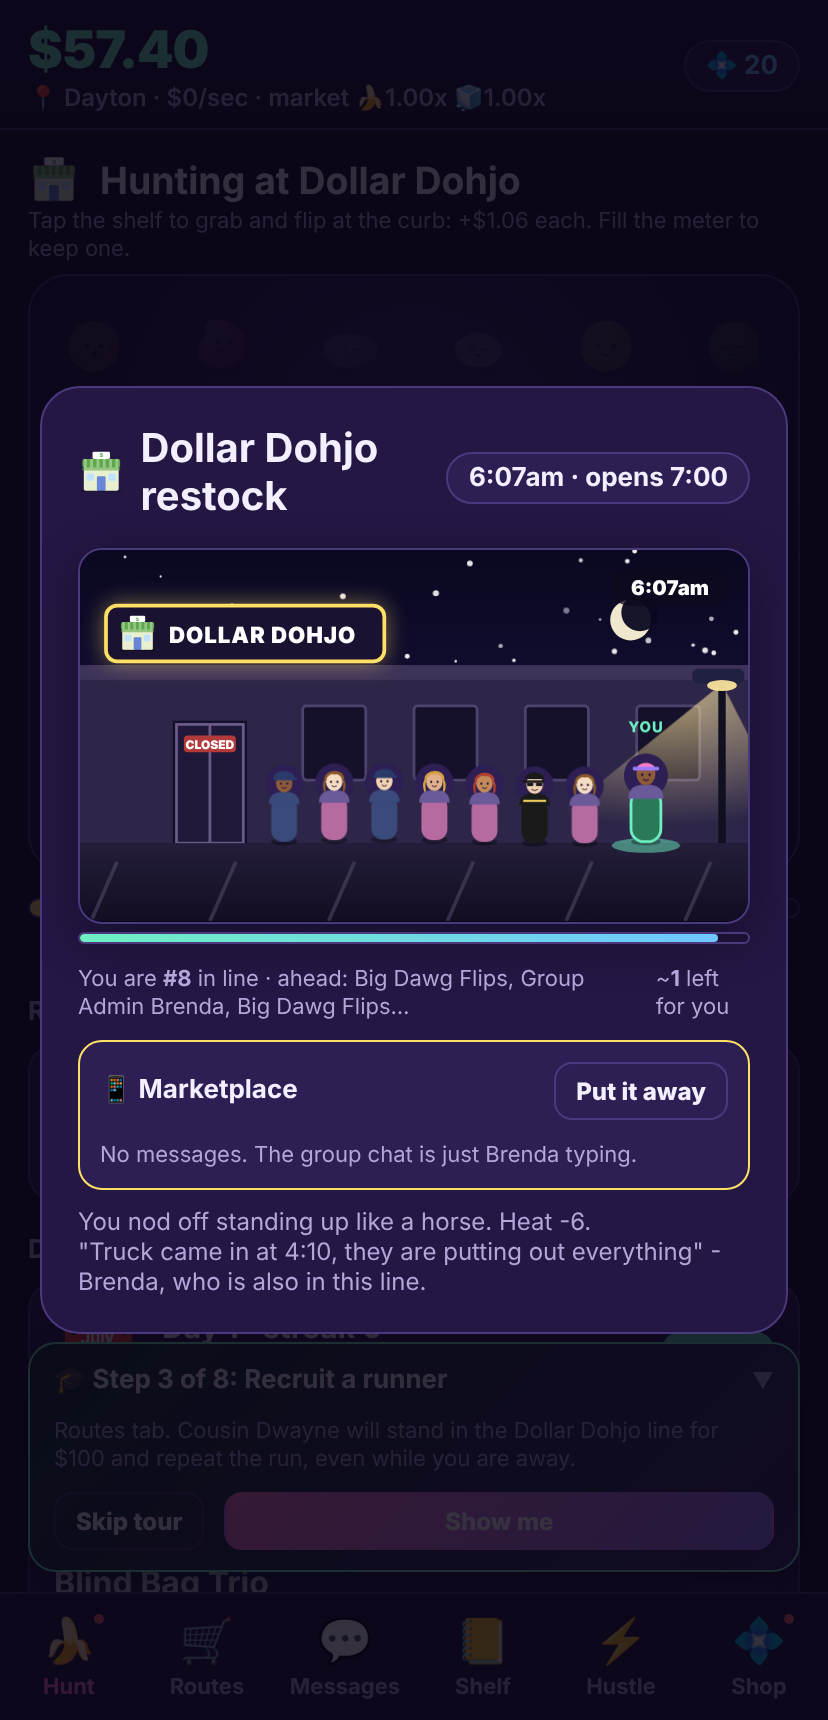 $57.40
📍 Dayton · $0/sec · market 🍌1.00x 🧊1.00x
💠 20
Hunting at Dollar Dohjo
Tap the shelf to grab and flip at the curb: +$1.06 each. Fill the meter to
keep one.
Dollar Dohjo
restock
6:07am · opens 7:00
6:07am
DOLLAR DOHJO
CLOSED
YOU
You are #8 in line · ahead: Big Dawg Flips, Group
Admin Brenda, Big Dawg Flips...
~1 left
for you
📱 Marketplace
Put it away
No messages. The group chat is just Brenda typing.
You nod off standing up like a horse. Heat -6.
"Truck came in at 4:10, they are putting out everything" -
Brenda, who is also in this line.
🎓 Step 3 of 8: Recruit a runner
Routes tab. Cousin Dwayne will stand in the Dollar Dohjo line for
$100 and repeat the run, even while you are away.
Skip tour
Show me
Blind Bag Trio
Hunt
Routes
Messages
Shelf
Hustle
Shop